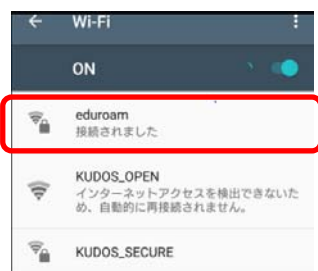 Wi-Fi
ON
eduroam
接続されました
KUDOS_OPEN
インターネットアクセスを検出できないた
め、自動的に再接続されません。
KUDOS_SECURE